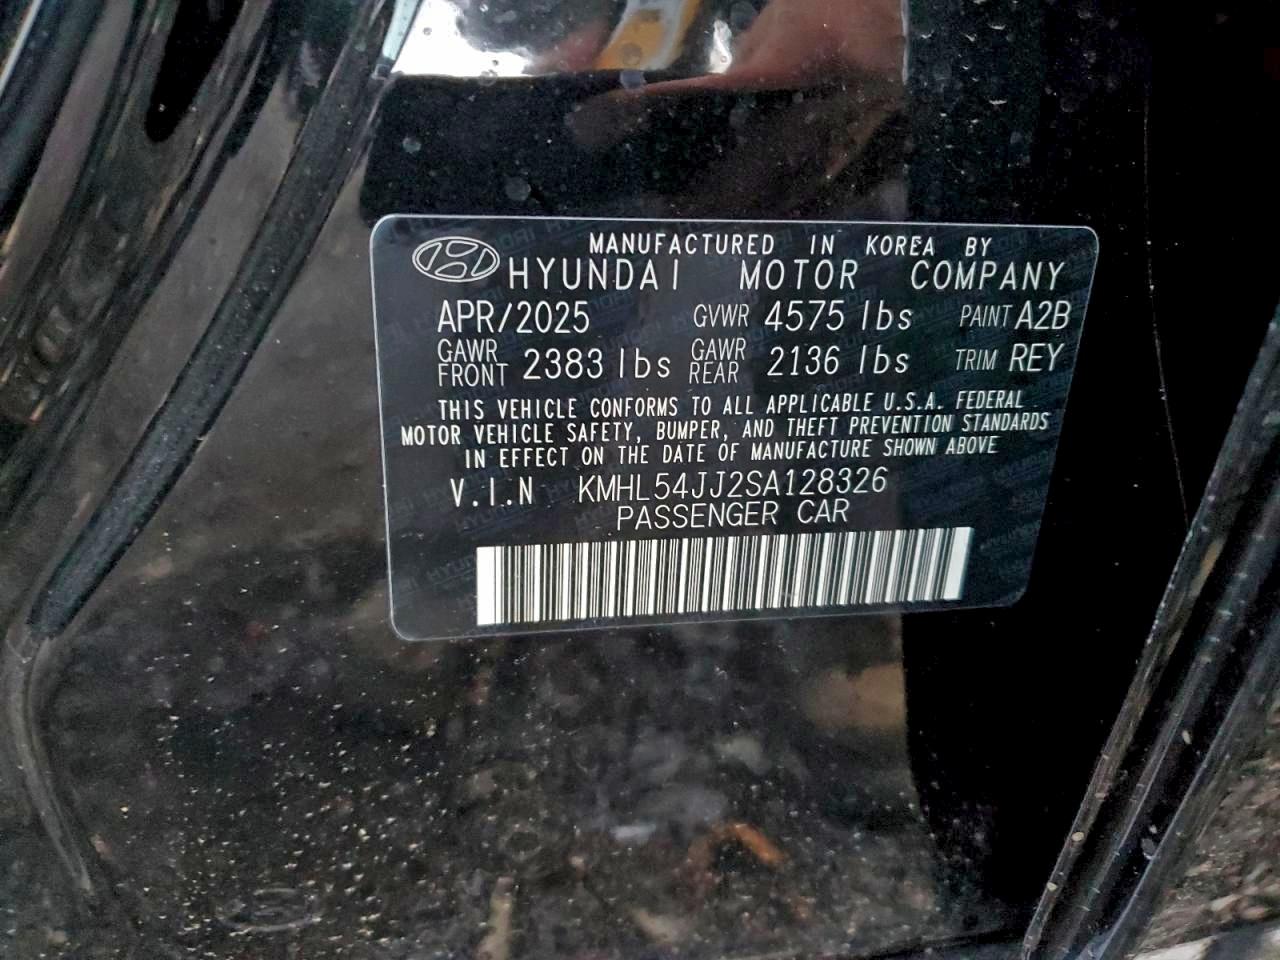 MANUFACTURED IN KOREA BY
HYUNDAI MOTOR COMPANY
APR/2025 GVWR 4575 lbs PAINT A2B
GAWR FRONT 2383 lbs GAWR REAR 2136 lbs TRIM REY
THIS VEHICLE CONFORMS TO ALL APPLICABLE U.S.A. FEDERAL
MOTOR VEHICLE SAFETY, BUMPER, AND THEFT PREVENTION STANDARDS
IN EFFECT ON THE DATE OF MANUFACTURE SHOWN ABOVE
V.I.N KMHL54JJ2SA128326
PASSENGER CAR